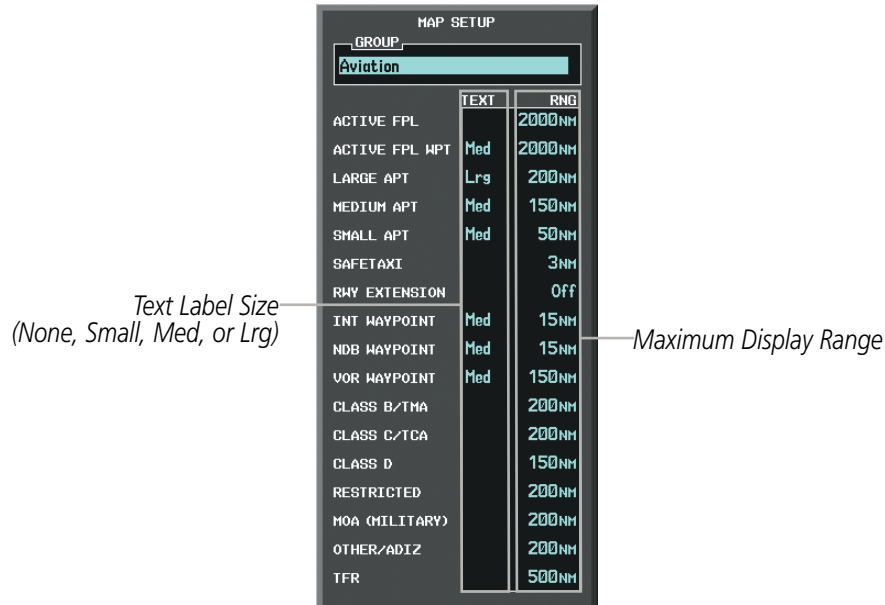 MAP SETUP
GROUP
Aviation
TEXT RNG
ACTIVE FPL 2000NM
ACTIVE FPL WPT Med 2000NM
LARGE APT Lrg 200NM
MEDIUM APT Med 150NM
SMALL APT Med 50NM
SAFETAXI 3NM
RWY EXTENSION Off
INT WAYPOINT Med 15NM
NDB WAYPOINT Med 15NM
VOR WAYPOINT Med 150NM
CLASS B/TMA 200NM
CLASS C/TCA 200NM
CLASS D 150NM
RESTRICTED 200NM
MOA (MILITARY) 200NM
OTHER/ADIZ 200NM
TFR 500NM
Text Label Size
(None, Small, Med, or Lrg)
Maximum Display Range